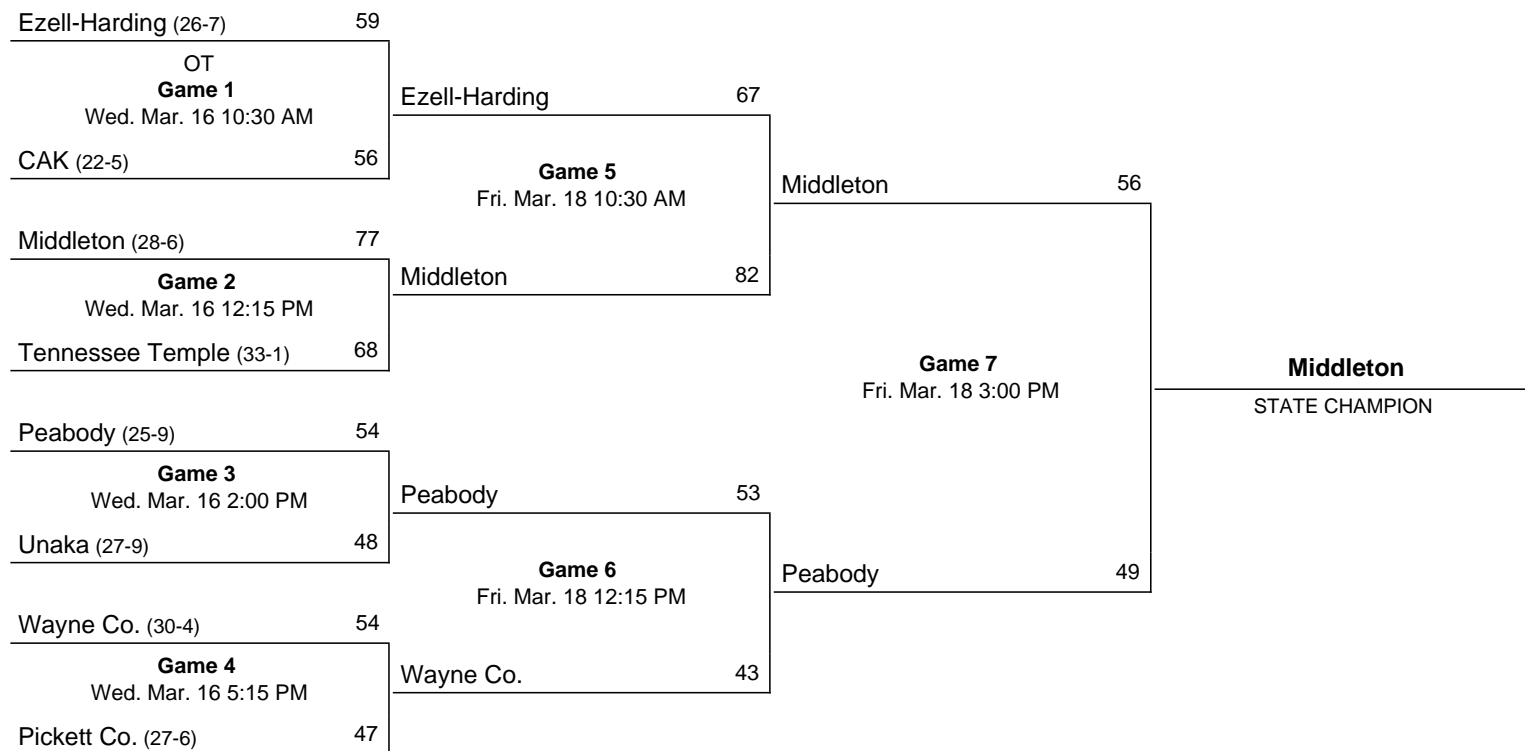 Ezell-Harding (26-7) 59
OT
Game 1
Wed. Mar. 16 10:30 AM
CAK (22-5) 56
Middleton (28-6) 77
Game 2
Wed. Mar. 16 12:15 PM
Tennessee Temple (33-1) 68
Peabody (25-9) 54
Game 3
Wed. Mar. 16 2:00 PM
Unaka (27-9) 48
Wayne Co. (30-4) 54
Game 4
Wed. Mar. 16 5:15 PM
Pickett Co. (27-6) 47
Ezell-Harding 67
Game 5
Fri. Mar. 18 10:30 AM
Middleton 82
Peabody 53
Game 6
Fri. Mar. 18 12:15 PM
Wayne Co. 43
Middleton 56
Game 7
Fri. Mar. 18 3:00 PM
Peabody 49
Middleton
STATE CHAMPION